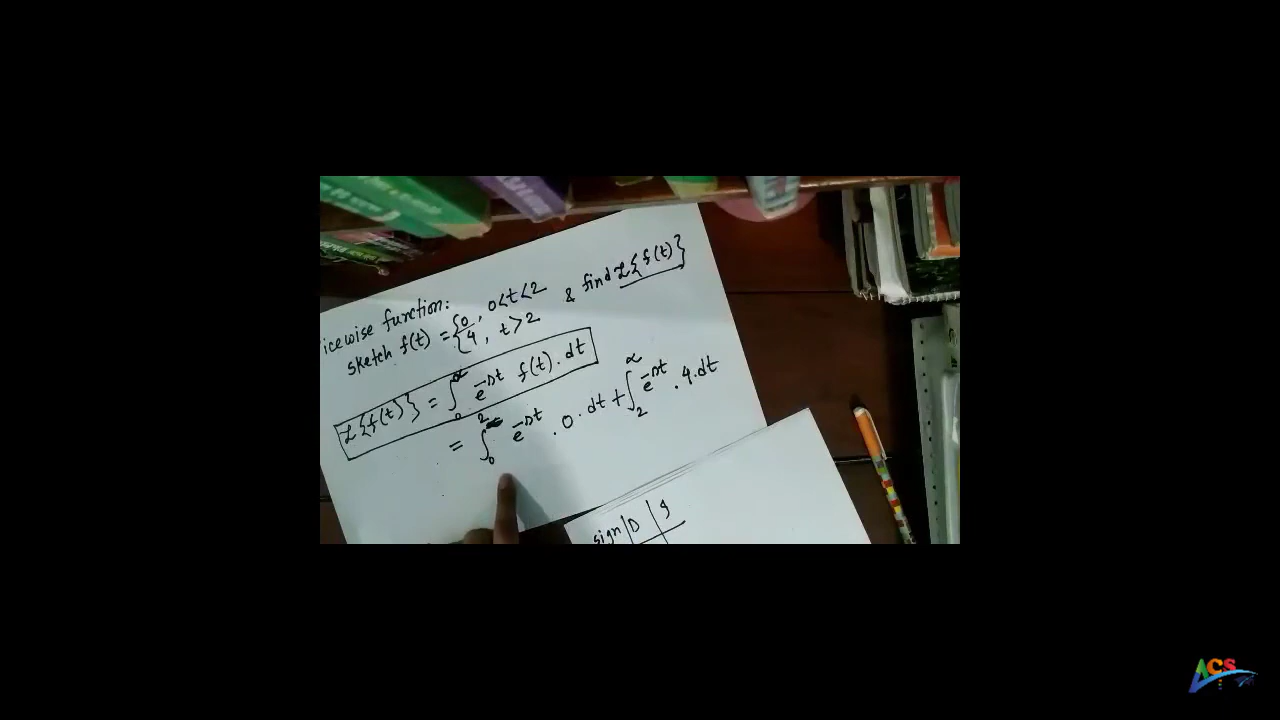 icewise function:
sketch f(t) = { 0, 0<t<2
4, t>2 & find L{f(t)}
L{f(t)} = ∫₀^∞ e^-st f(t).dt
= ∫₀² e^-st . 0. dt + ∫₂^∞ e^-st . 4.dt
sign | D | I
ACS